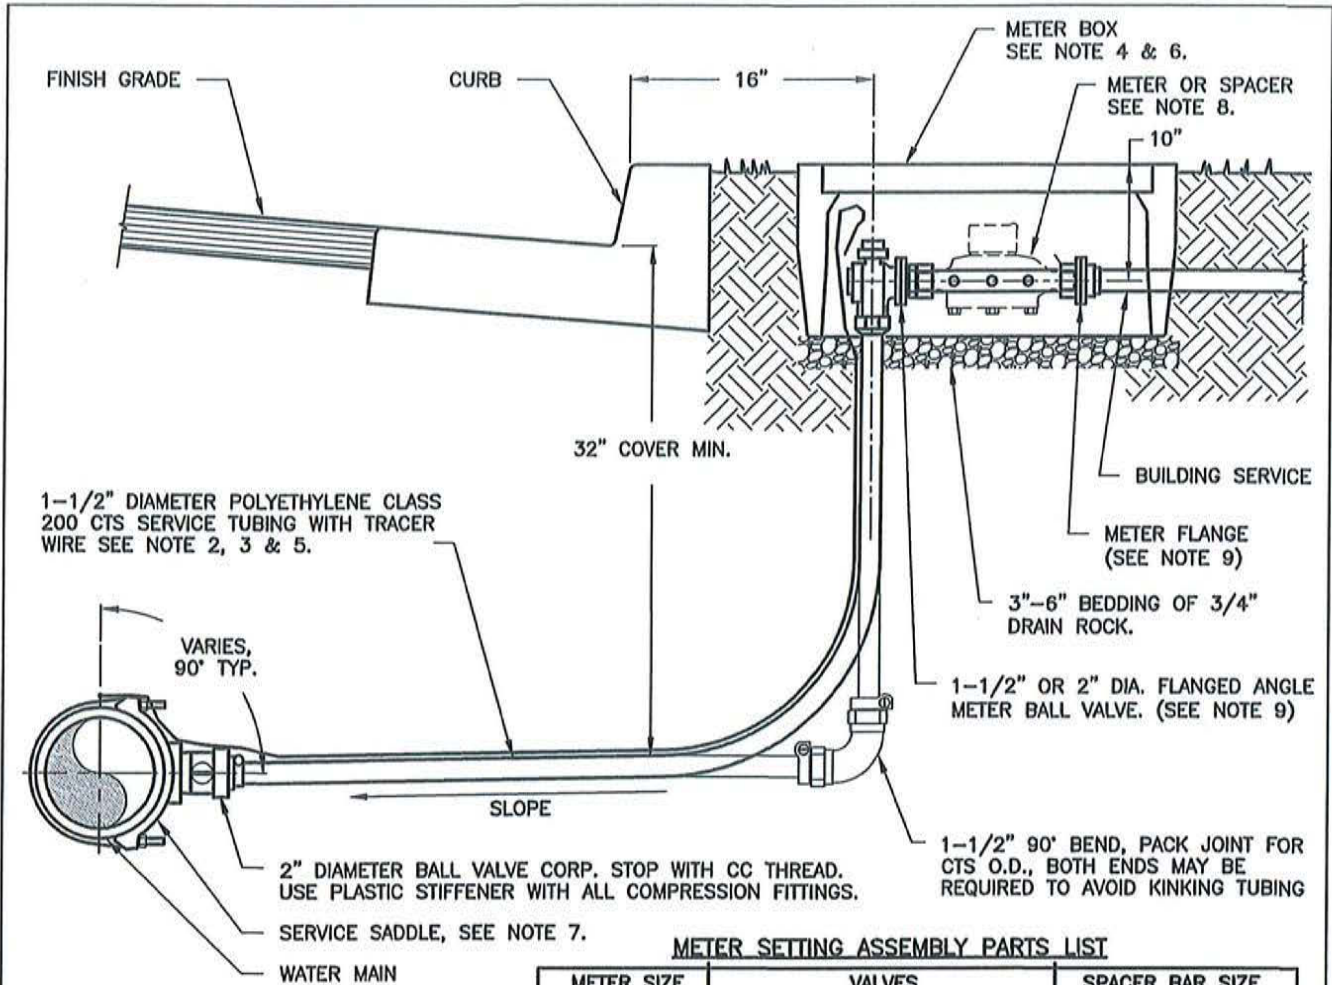 FINISH GRADE
CURB
16"
METER BOX
SEE NOTE 4 & 6.
METER OR SPACER
SEE NOTE 8.
10"
32" COVER MIN.
1-1/2" DIAMETER POLYETHYLENE CLASS
200 CTS SERVICE TUBING WITH TRACER
WIRE SEE NOTE 2, 3 & 5.
BUILDING SERVICE
METER FLANGE
(SEE NOTE 9)
3"-6" BEDDING OF 3/4"
DRAIN ROCK.
VARIES,
90° TYP.
1-1/2" OR 2" DIA. FLANGED ANGLE
METER BALL VALVE. (SEE NOTE 9)
SLOPE
2" DIAMETER BALL VALVE CORP. STOP WITH CC THREAD.
USE PLASTIC STIFFENER WITH ALL COMPRESSION FITTINGS.
1-1/2" 90° BEND, PACK JOINT FOR
CTS O.D., BOTH ENDS MAY BE
REQUIRED TO AVOID KINKING TUBING
SERVICE SADDLE, SEE NOTE 7.
WATER MAIN
METER SETTING ASSEMBLY PARTS LIST
METER SIZE VALVES SPACER BAR SIZE